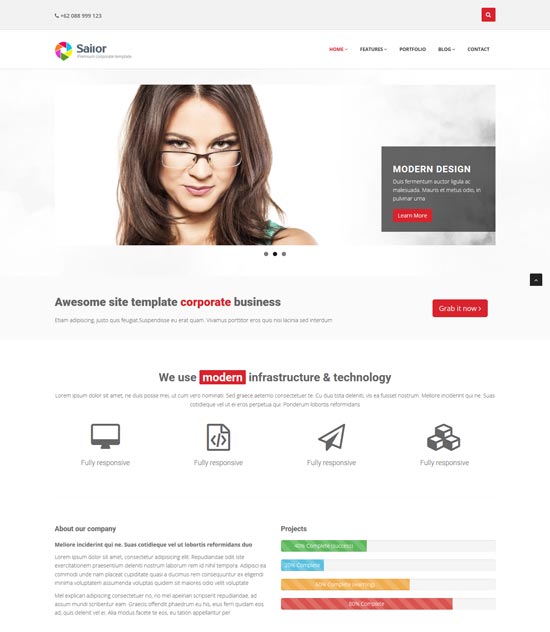 +62 088 999 123
Sailor
Premium corporate template
HOME
FEATURES
PORTFOLIO
BLOG
CONTACT
MODERN DESIGN
Duis fermentum auctor ligula ac
malesuada. Mauris et metus odio, in
pulvinar urna
Learn More
Awesome site template corporate business
Etiam adipiscing, justo quis feugiat.Suspendisse eu erat quam. Vivamus porttitor eros quis nisl lacinia sed interdum
Grab it now
We use modern infrastructure & technology
Lorem ipsum dolor sit amet, ne duis posse mei, ut cum vero nominati. Sed graece aeterno consectetuer te. Cu duo tota deleniti, vis ea fuisset nostrum. Meliore inciderint qui ne. Suas
cotidieque vel ut ei eros perpetua qui. Ponderum lobortis reformidans
Fully responsive
Fully responsive
Fully responsive
Fully responsive
About our company
Meliore inciderint qui ne. Suas cotidieque vel ut lobortis reformidans duo
Lorem ipsum dolor sit amet, consectetur adipisicing elit. Repudiandae odit iste
exercitationem praesentium deleniti nostrum laborum rem id nihil tempora. Adipisci ea
commodi unde nam placeat cupiditate quasi a ducimus rem consequuntur ex eligendi
minima voluptatem assumenda voluptas quidem sit maiores odio velit voluptate
Mel explicari adipiscing consectetuer no, no mel apeirian scripserit repudiandae, ad
assum mundi scribentur eam. Graecis offendit phaedrum eu his, eius ferri quidam eos
ad, quis delenit vel ei. Alia modus facete te eos, eu tation appellantur per
Projects
40% Complete (success)
20% Complete
60% Complete (warning)
80% Complete